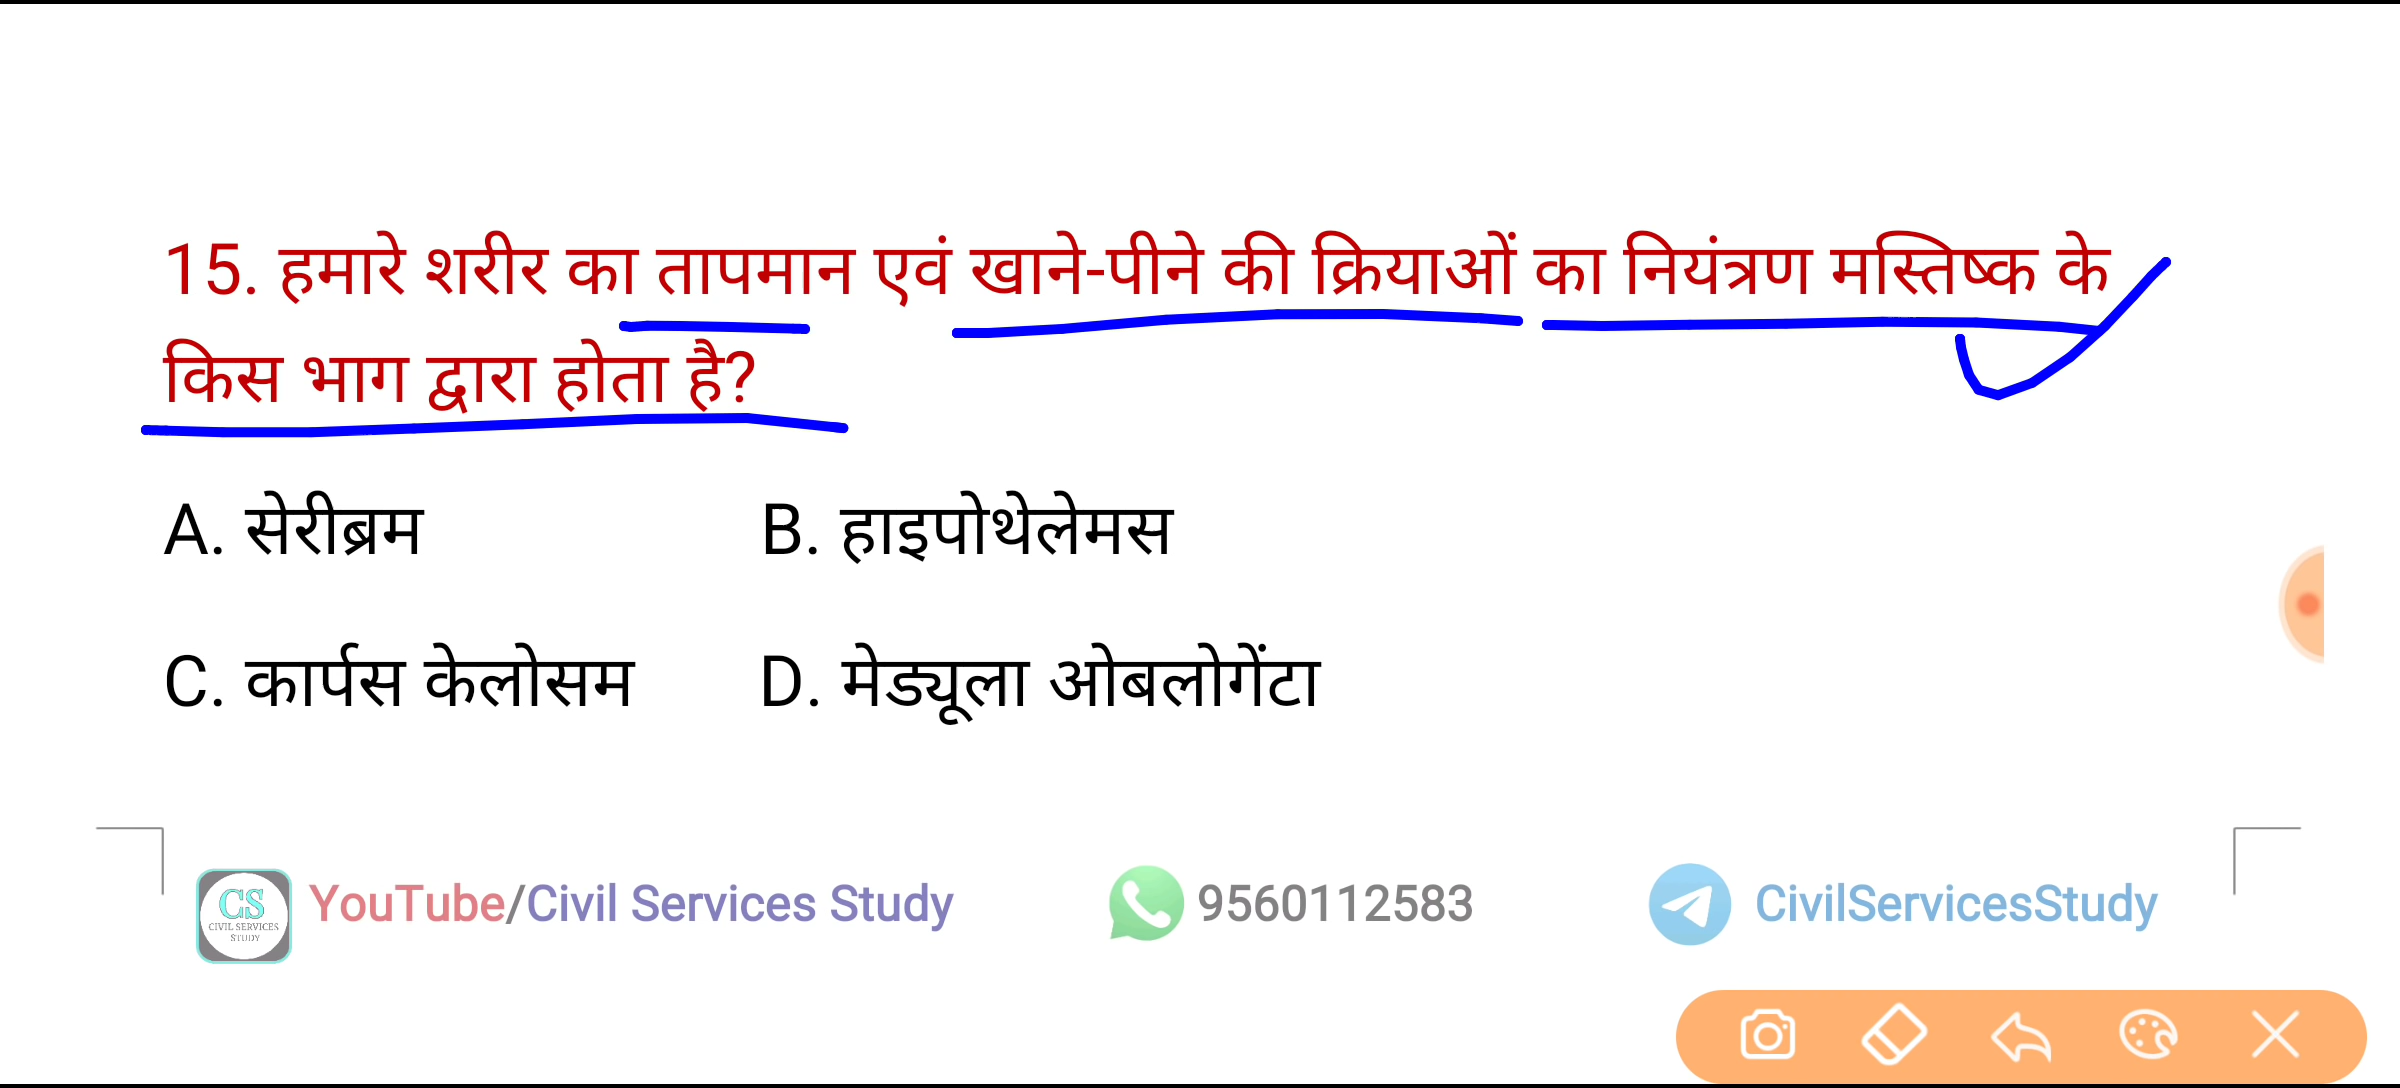 15. हमारे शरीर का तापमान एवं खाने-पीने की क्रियाओं का नियंत्रण मस्तिष्क के
किस भाग द्वारा होता है?
A. सेरीब्रम B. हाइपोथेलेमस
C. कार्पस केलोसम D. मेड्यूला ओबलोगेंटा
CS
CIVIL SERVICES
STUDY
YouTube/Civil Services Study 9560112583 CivilServicesStudy